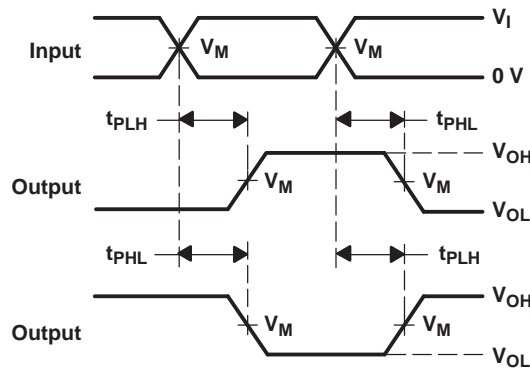 V_I
Input
V_M
V_M
0 V
t_PLH
t_PHL
V_OH
Output
V_M
V_M
V_OL
t_PHL
t_PLH
V_OH
Output
V_M
V_M
V_OL